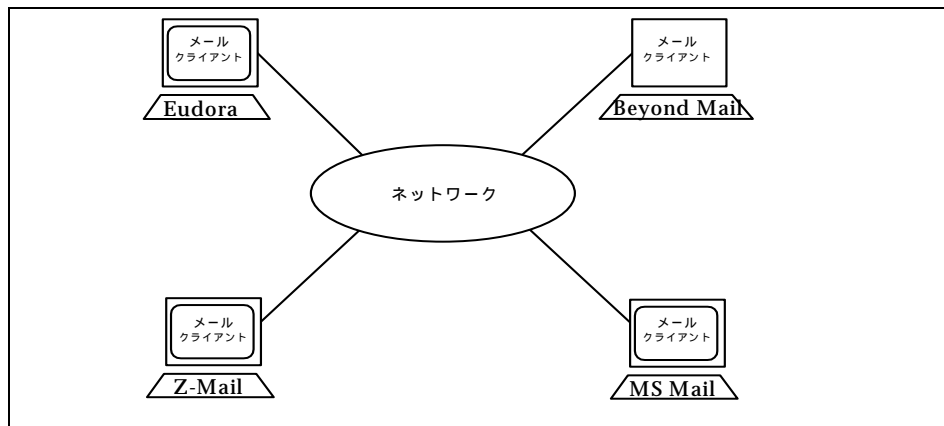 メール
クライアント
Eudora
メール
クライアント
Beyond Mail
ネットワーク
メール
クライアント
Z-Mail
メール
クライアント
MS Mail